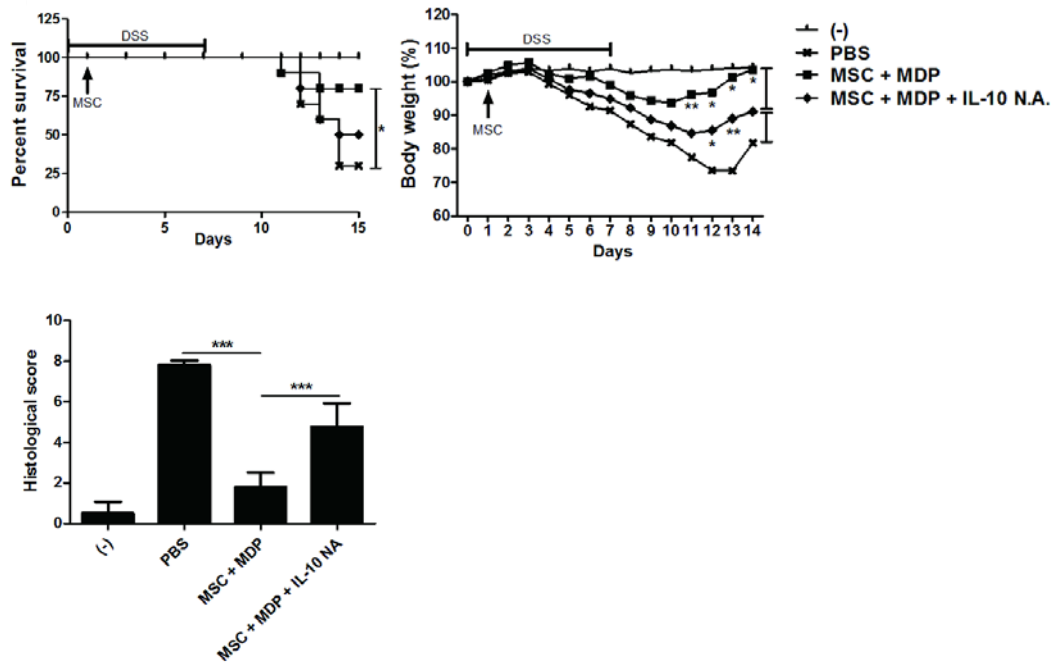 DSS
Percent survival
125
100
75
50
25
0
MSC
*
0 5 10 15
Days
DSS
Body weight (%)
120
110
100
90
80
70
60
MSC
** * * *
* **
0 1 2 3 4 5 6 7 8 9 10 11 12 13 14
Days
(-)
PBS
MSC + MDP
MSC + MDP + IL-10 N.A.
Histological score
10
8
6
4
2
0
***
***
(-)
PBS
MSC + MDP
MSC + MDP + IL-10 NA